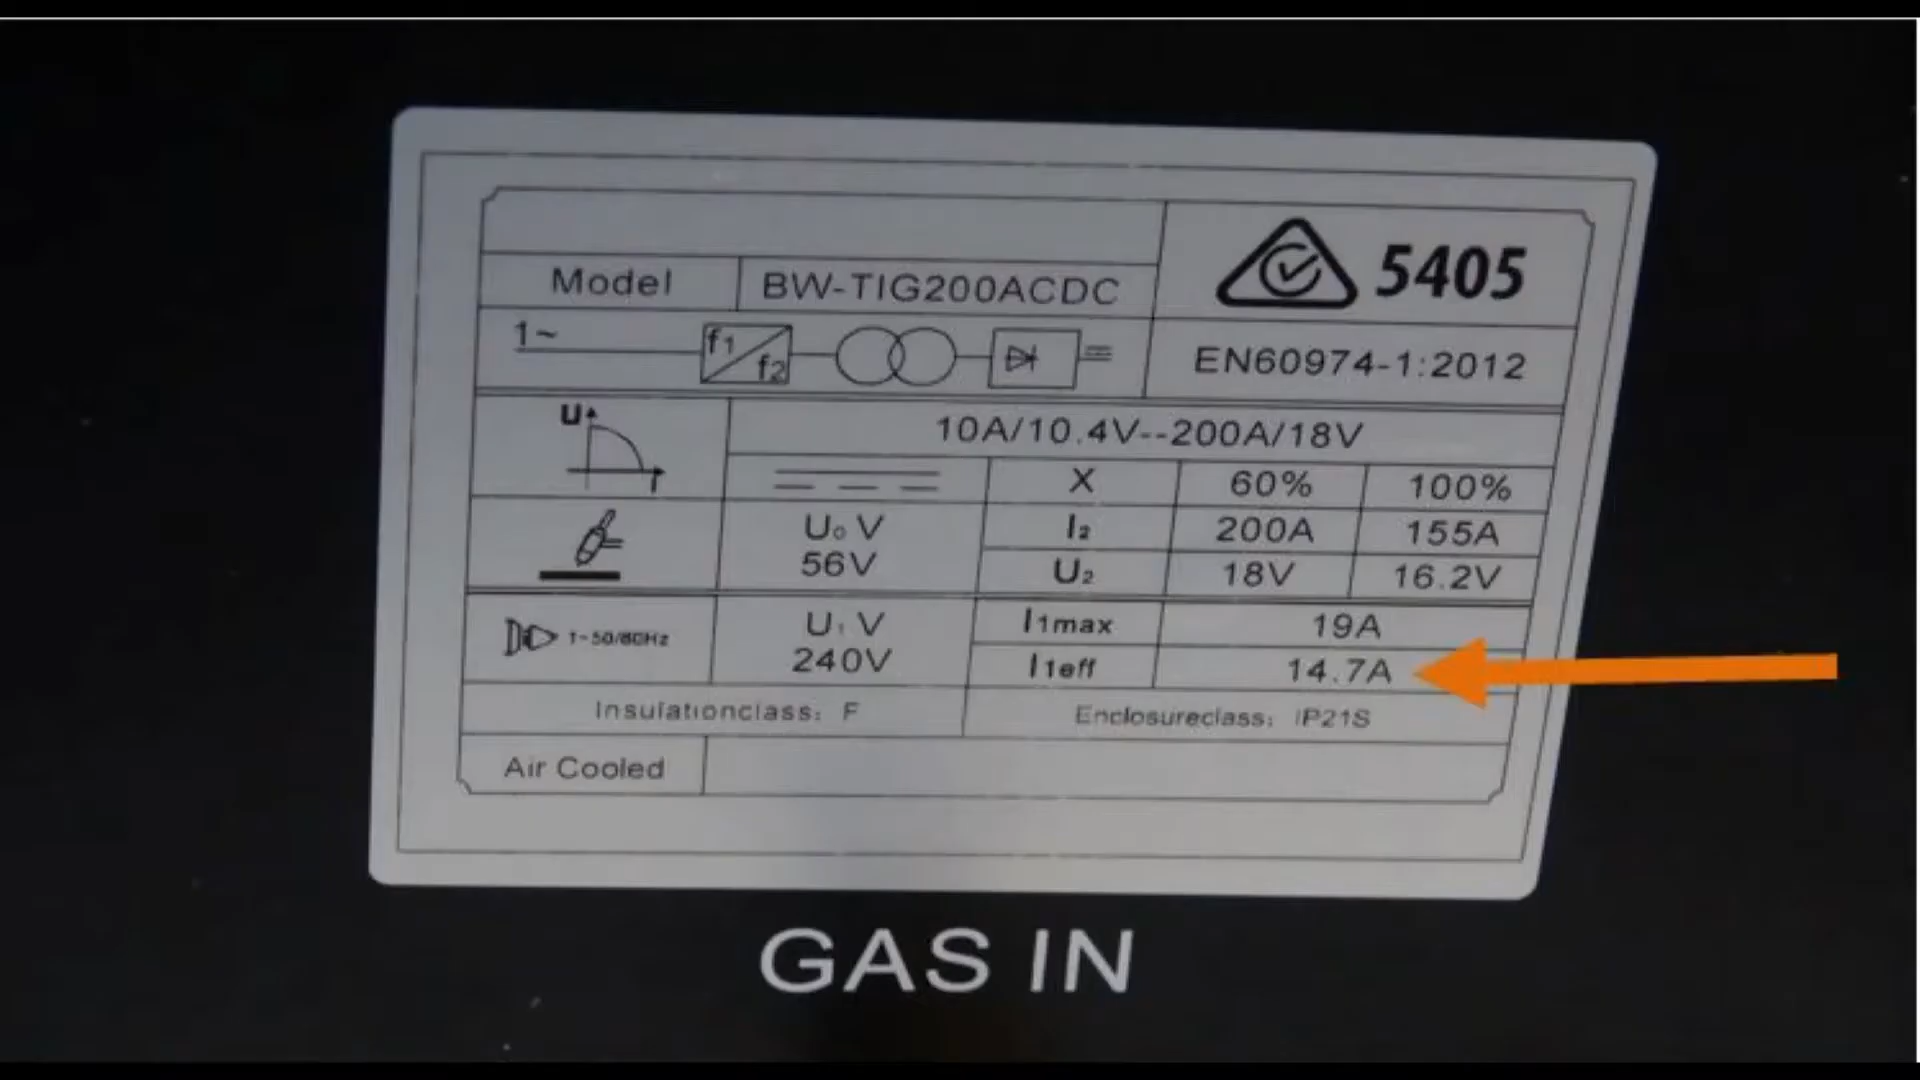 5405
Model BW-TIG200ACDC
1~ f1 f2
EN60974-1:2012
U
I
10A/10.4V--200A/18V
X 60% 100%
U₀ V
56V
I₂ 200A 155A
U₂ 18V 16.2V
1~50/60Hz
U₁ V
240V
I1max 19A
I1eff 14.7A
Insulationclass: F
Enclosureclass: IP21S
Air Cooled
GAS IN